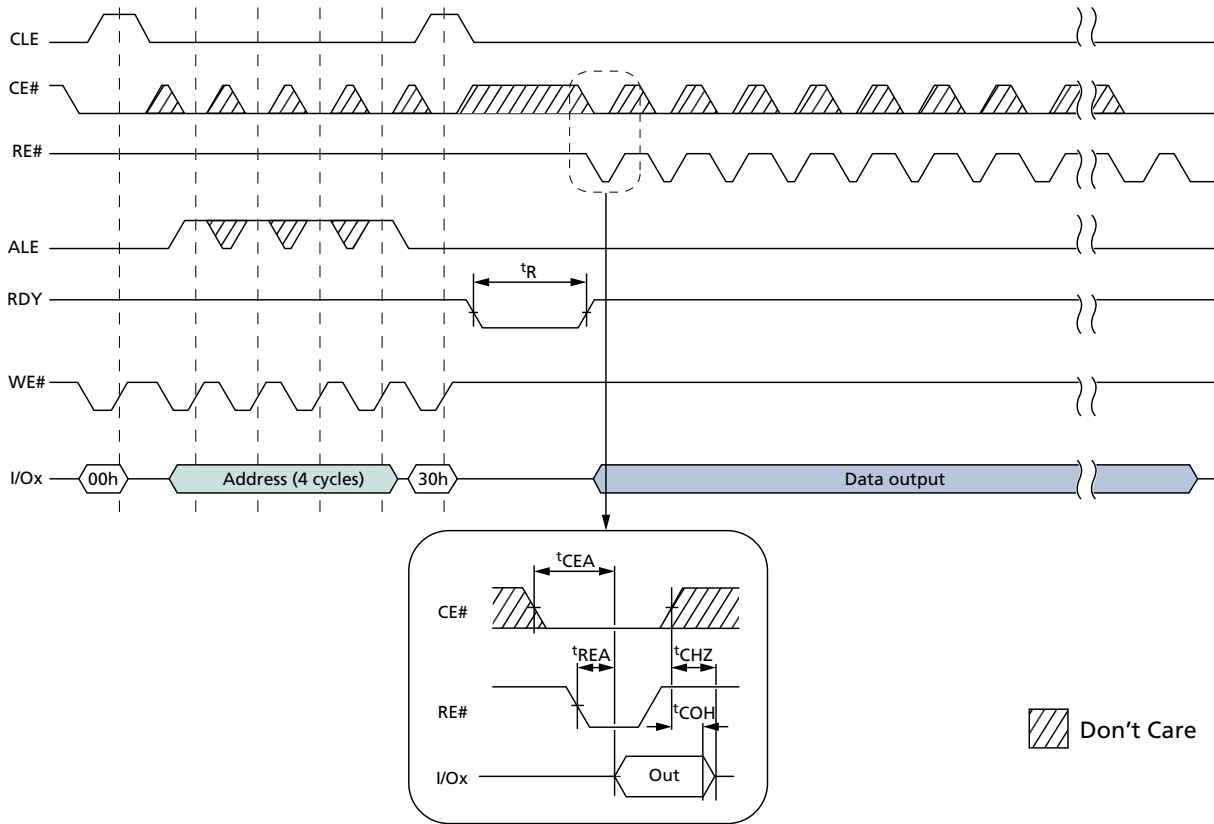 CLE
CE#
RE#
ALE
tR
RDY
WE#
I/Ox
00h
Address (4 cycles)
30h
Data output
tCEA
CE#
tREA
tCHZ
RE#
tCOH
Don't Care
I/Ox
Out